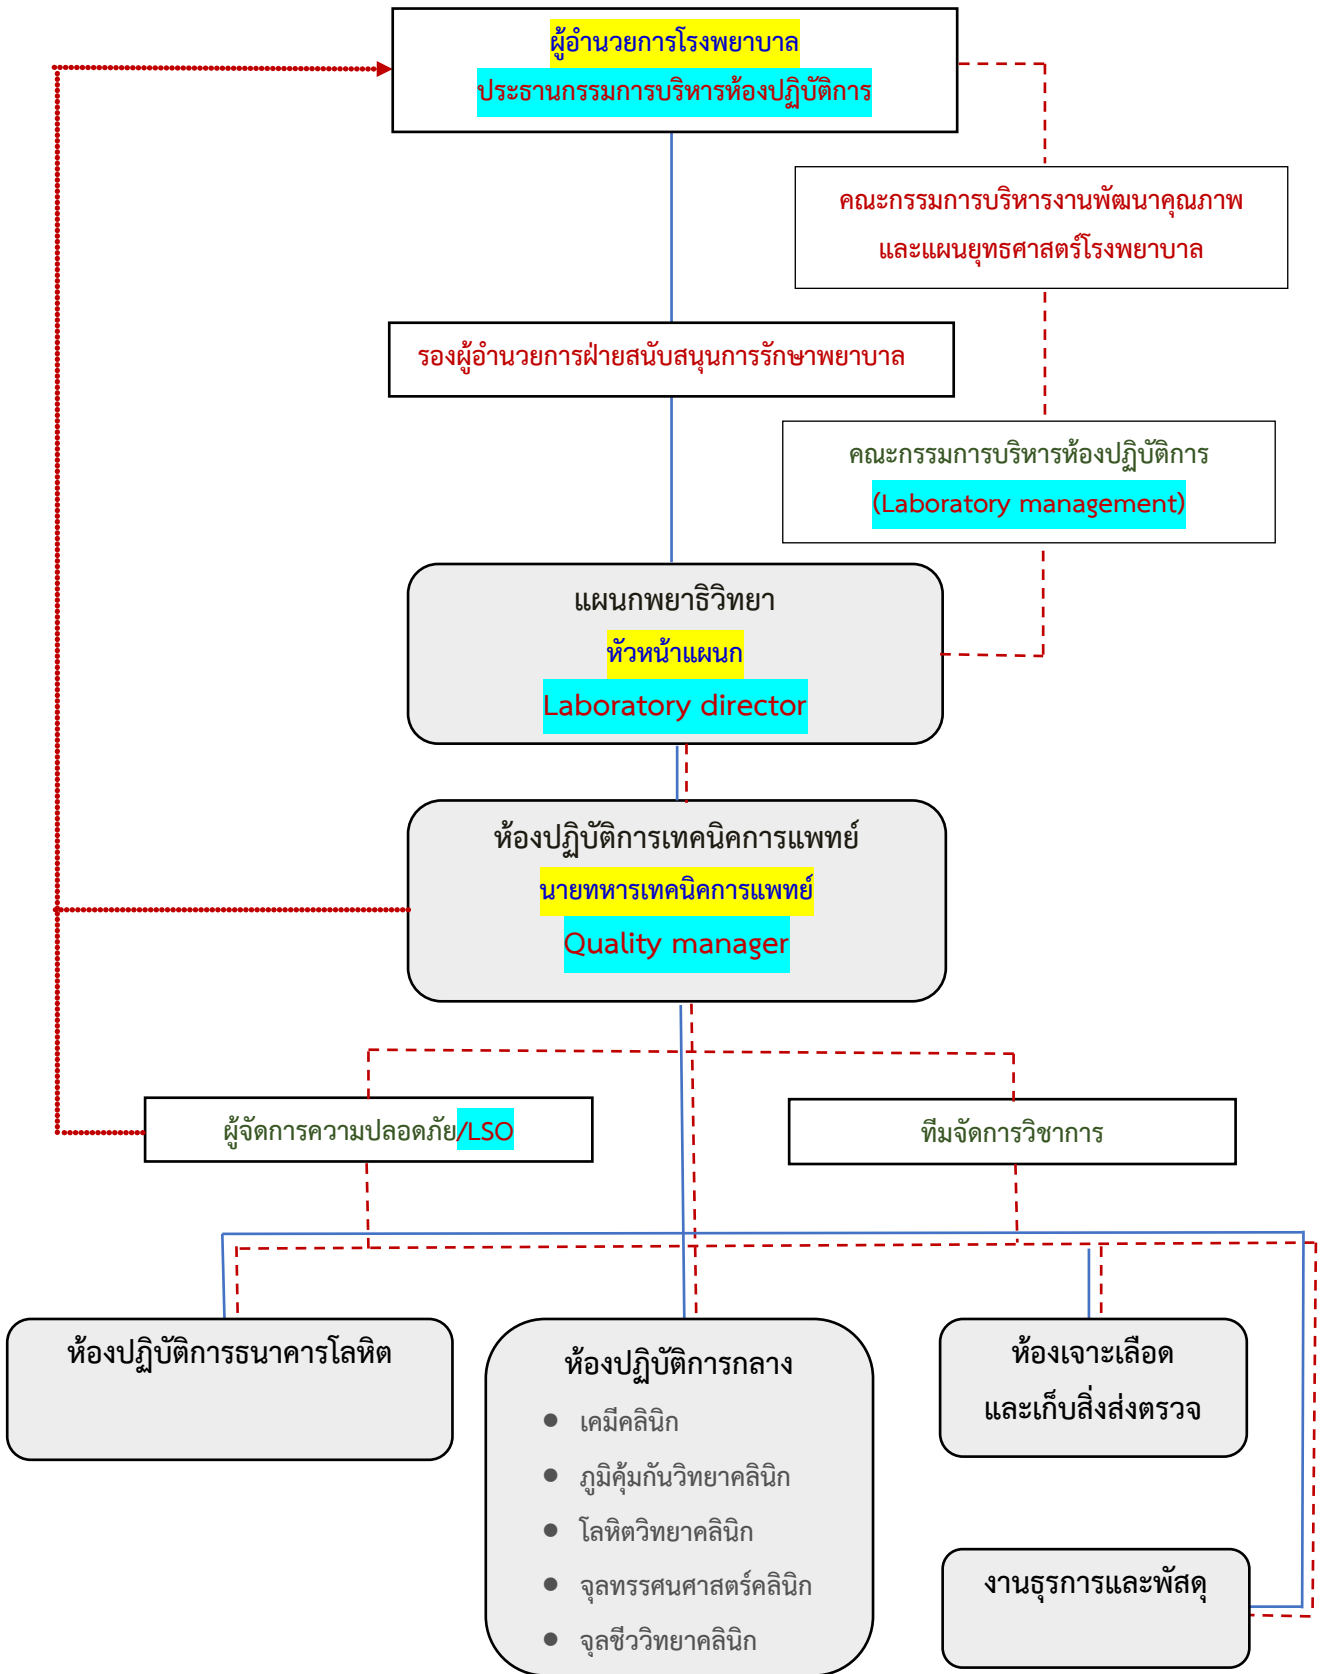 ผู้อำนวยการโรงพยาบาล
ประธานกรรมการบริหารห้องปฏิบัติการ
คณะกรรมการบริหารงานพัฒนาคุณภาพ
และแผนยุทธศาสตร์โรงพยาบาล
รองผู้อำนวยการฝ่ายสนับสนุนการรักษาพยาบาล
คณะกรรมการบริหารห้องปฏิบัติการ
(Laboratory management)
แผนกพยาธิวิทยา
หัวหน้าแผนก
Laboratory director
ห้องปฏิบัติการเทคนิคการแพทย์
นายทหารเทคนิคการแพทย์
Quality manager
ผู้จัดการความปลอดภัย/LSO
ทีมจัดการวิชาการ
ห้องปฏิบัติการธนาคารโลหิต
ห้องปฏิบัติการกลาง
● เคมีคลินิก
● ภูมิคุ้มกันวิทยาคลินิก
● โลหิตวิทยาคลินิก
● จุลทรรศนศาสตร์คลินิก
● จุลชีววิทยาคลินิก
ห้องเจาะเลือด
และเก็บสิ่งส่งตรวจ
งานธุรการและพัสดุ